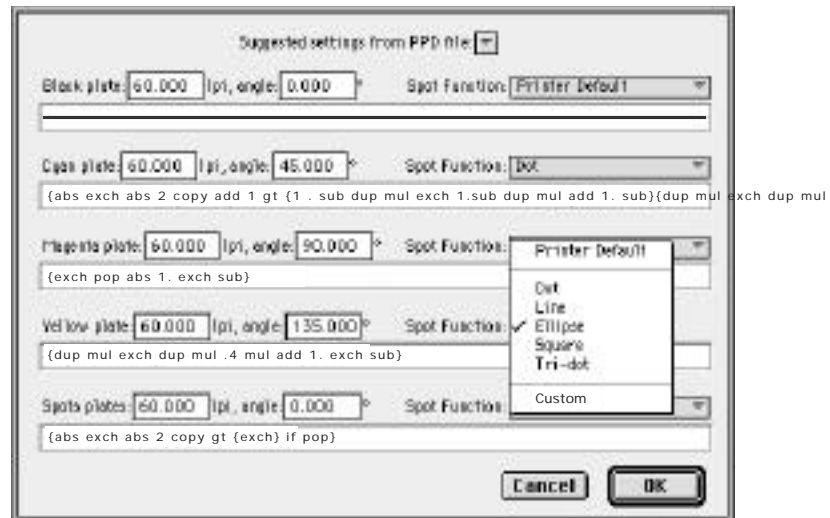 Suggested settings from PPD file:
Black plate: 60.000 lpi, angle: 0.000 ° Spot Function: Printer Default
Cyan plate: 60.000 lpi, angle: 45.000 ° Spot Function: Dot
{abs exch abs 2 copy add 1 gt {1 . sub dup mul exch 1.sub dup mul add 1. sub}{dup mul exch dup mul
Magenta plate: 60.000 lpi, angle: 90.000 ° Spot Function:
{exch pop abs 1. exch sub}
Yellow plate: 60.000 lpi, angle: 135.000 ° Spot Function:
{dup mul exch dup mul .4 mul add 1. exch sub}
Spots plates: 60.000 lpi, angle: 0.000 ° Spot Function:
{abs exch abs 2 copy gt {exch} if pop}
Printer Default
Dot
Line
✓ Ellipse
Square
Tri-dot
Custom
Cancel OK